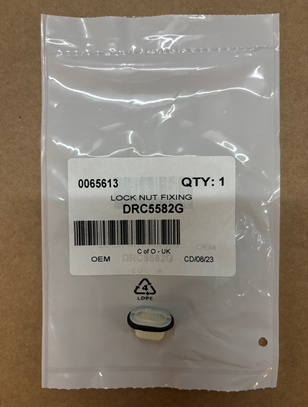 0065613 QTY: 1
LOCK NUT FIXING
DRC5582G
C of O - UK
OEM CD/08/23
4
LDPE